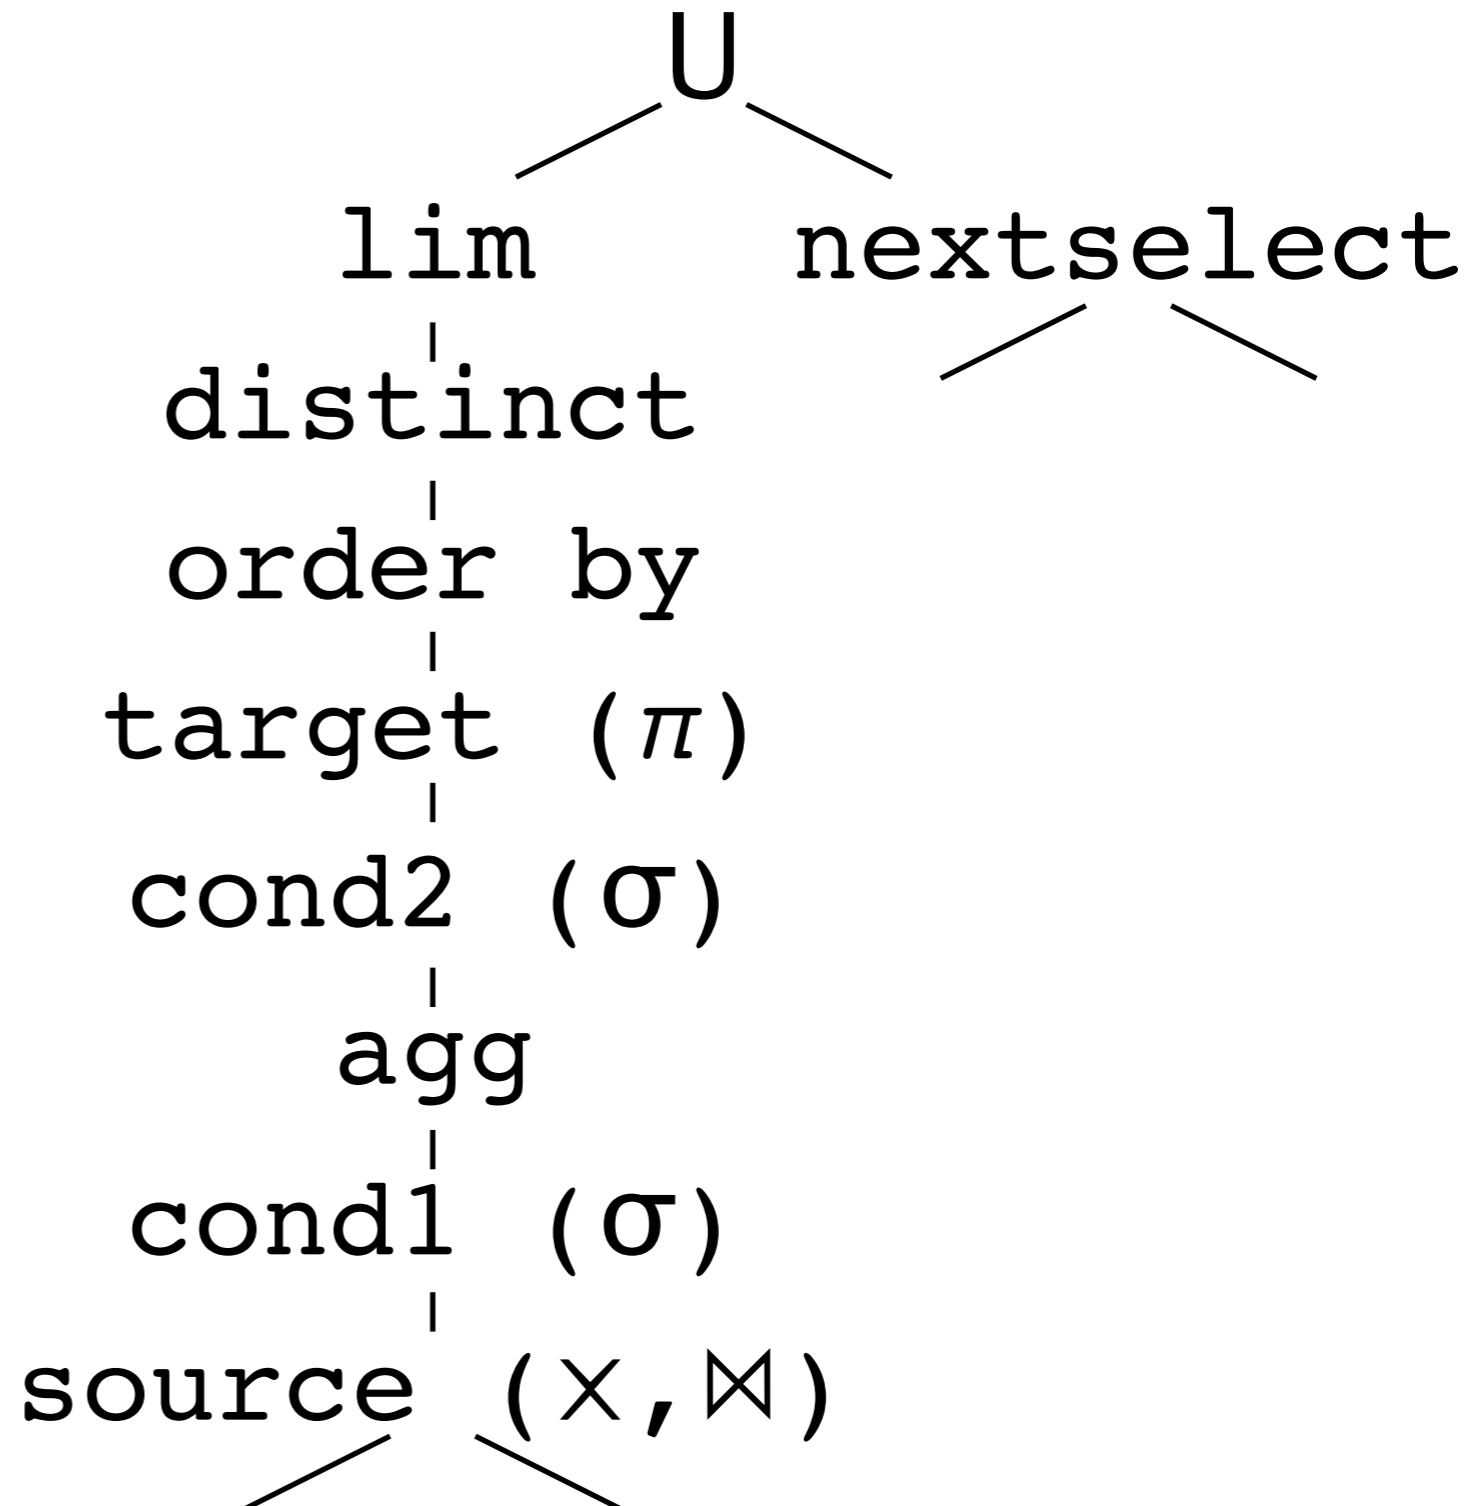 U
lim nextselect
distinct
order by
target (π)
cond2 (σ)
agg
cond1 (σ)
source (×,⋈)